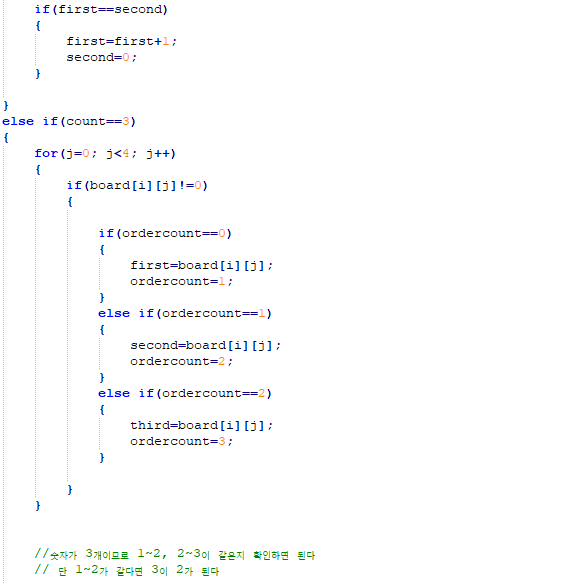 if(first==second)
{
first=first+1;
second=0;
}
}
else if(count==3)
{
for(j=0; j<4; j++)
{
if(board[i][j]!=0)
{
if(ordercount==0)
{
first=board[i][j];
ordercount=1;
}
else if(ordercount==1)
{
second=board[i][j];
ordercount=2;
}
else if(ordercount==2)
{
third=board[i][j];
ordercount=3;
}
}
}
//숫자가 3개이므로 1~2, 2~3이 같은지 확인하면 된다
// 단 1~2가 같다면 3이 2가 된다